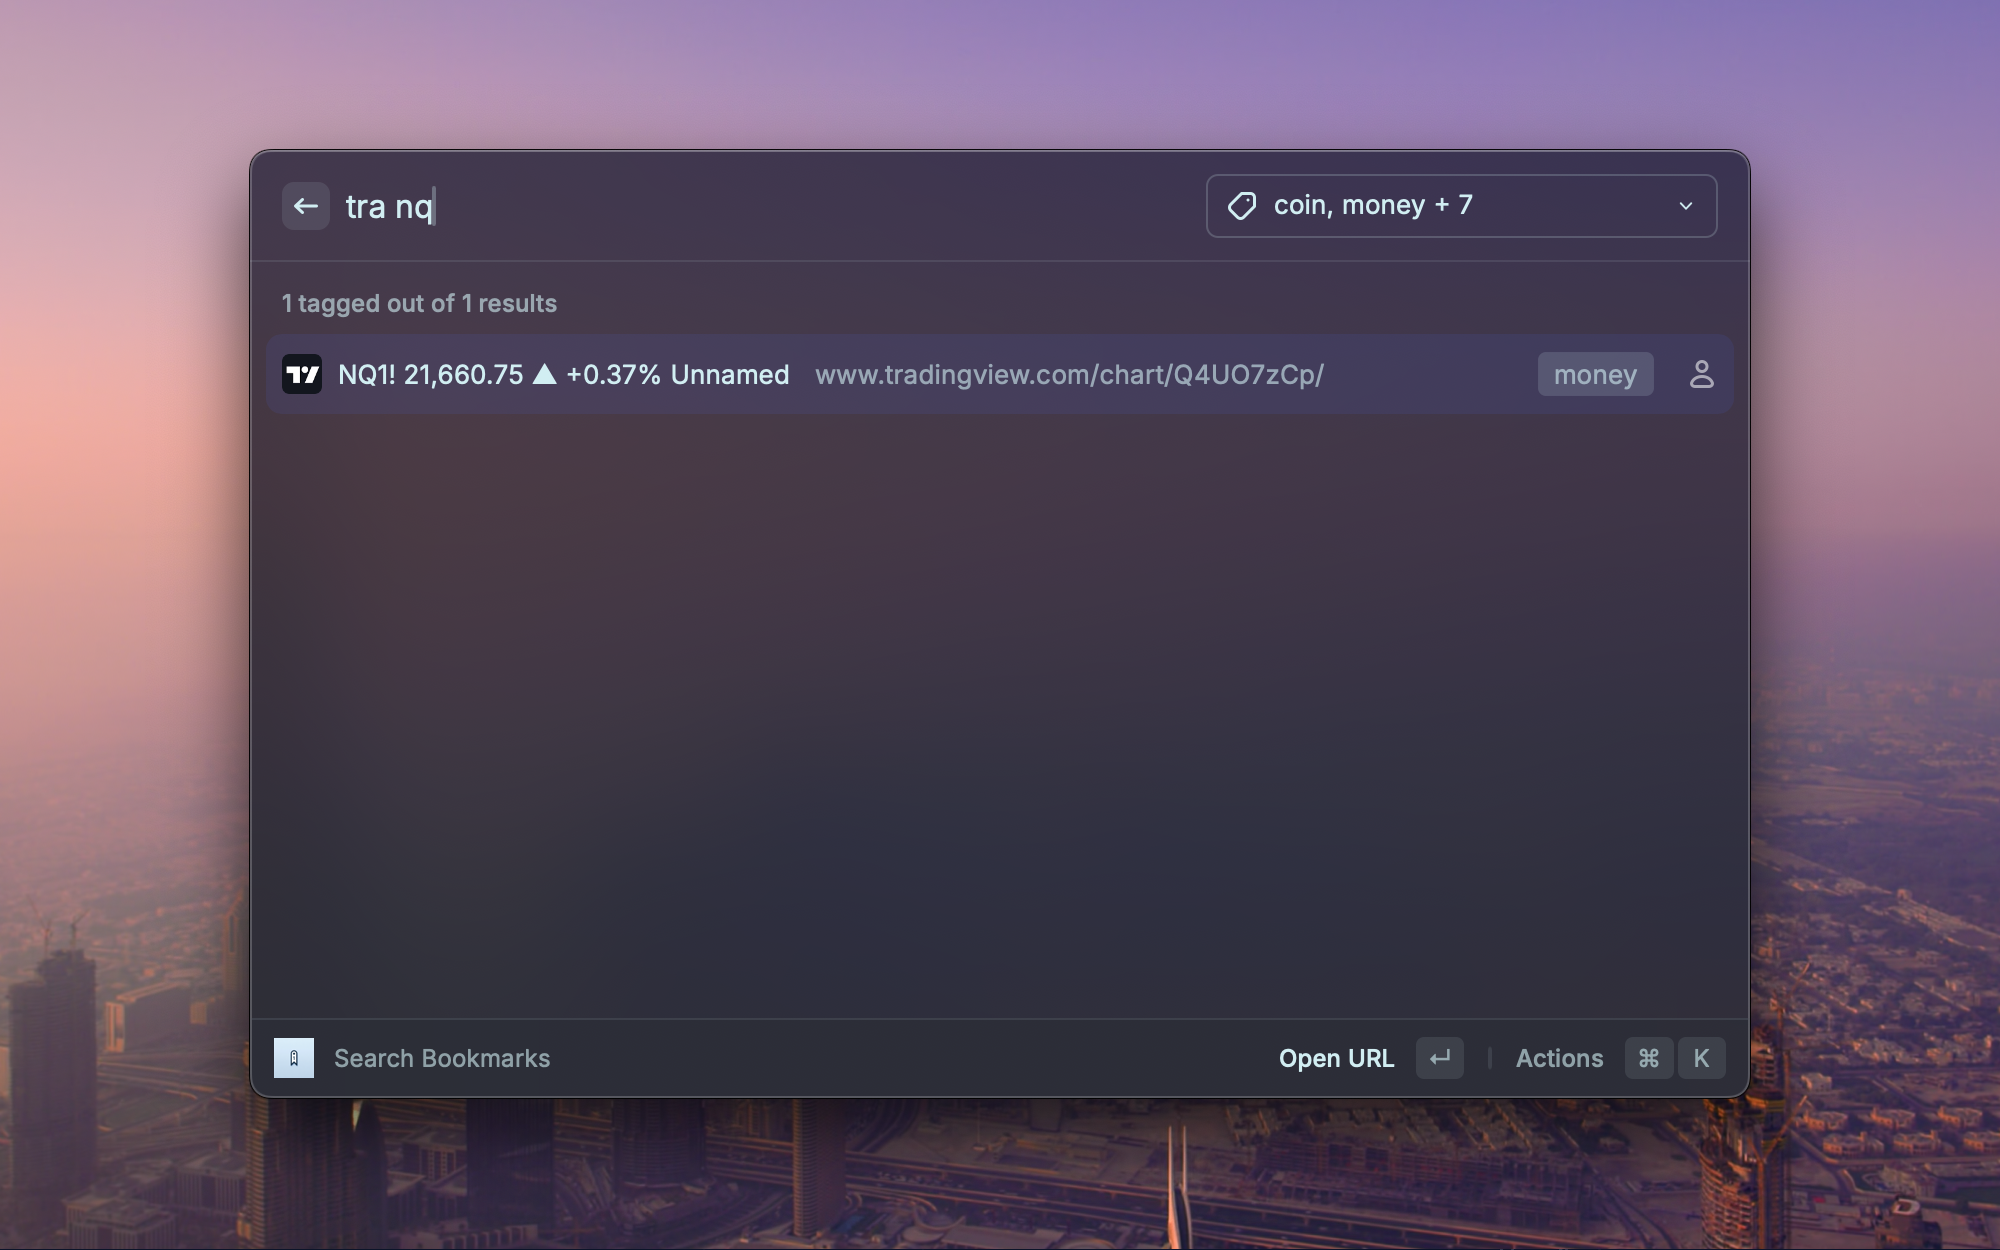 tra nq
coin, money + 7
1 tagged out of 1 results
NQ1! 21,660.75 ▲ +0.37% Unnamed www.tradingview.com/chart/Q4UO7zCp/ money
Search Bookmarks
Open URL ↵ | Actions ⌘ K